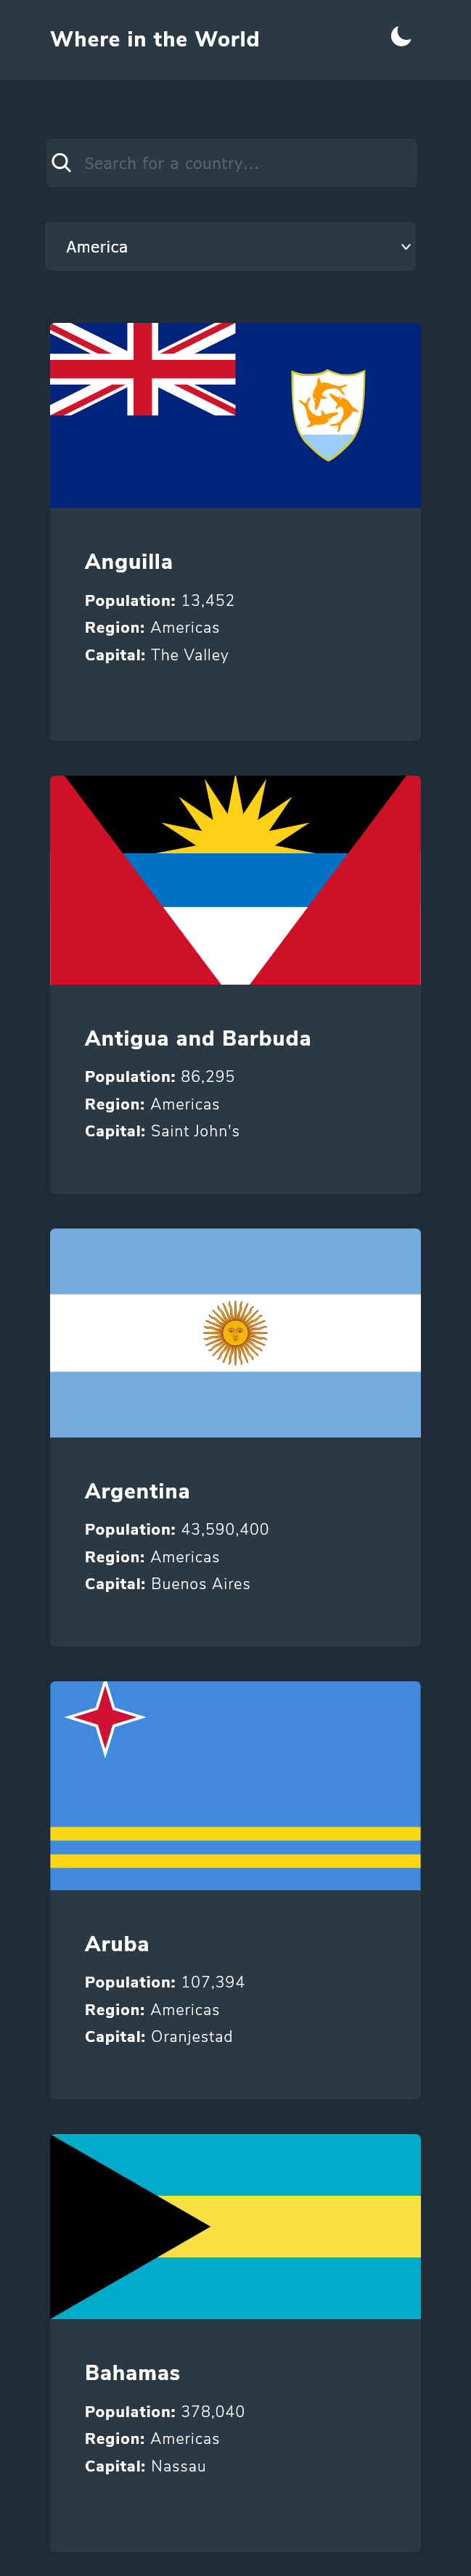 Where in the World
Search for a country...
America
Anguilla
Population: 13,452
Region: Americas
Capital: The Valley
Antigua and Barbuda
Population: 86,295
Region: Americas
Capital: Saint John's
Argentina
Population: 43,590,400
Region: Americas
Capital: Buenos Aires
Aruba
Population: 107,394
Region: Americas
Capital: Oranjestad
Bahamas
Population: 378,040
Region: Americas
Capital: Nassau